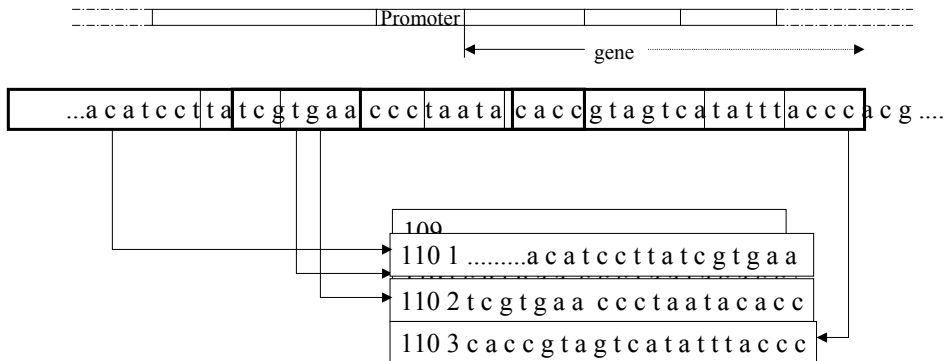 Promoter
gene
...a c a t c c t t a t c g t g a a c c c t a a t a c a c c g t a g t c a t a t t t a c c c a c g ....
109
110 1 .........a c a t c c t t a t c g t g a a
110 2 t c g t g a a c c c t a a t a c a c c
110 3 c a c c g t a g t c a t a t t t a c c c